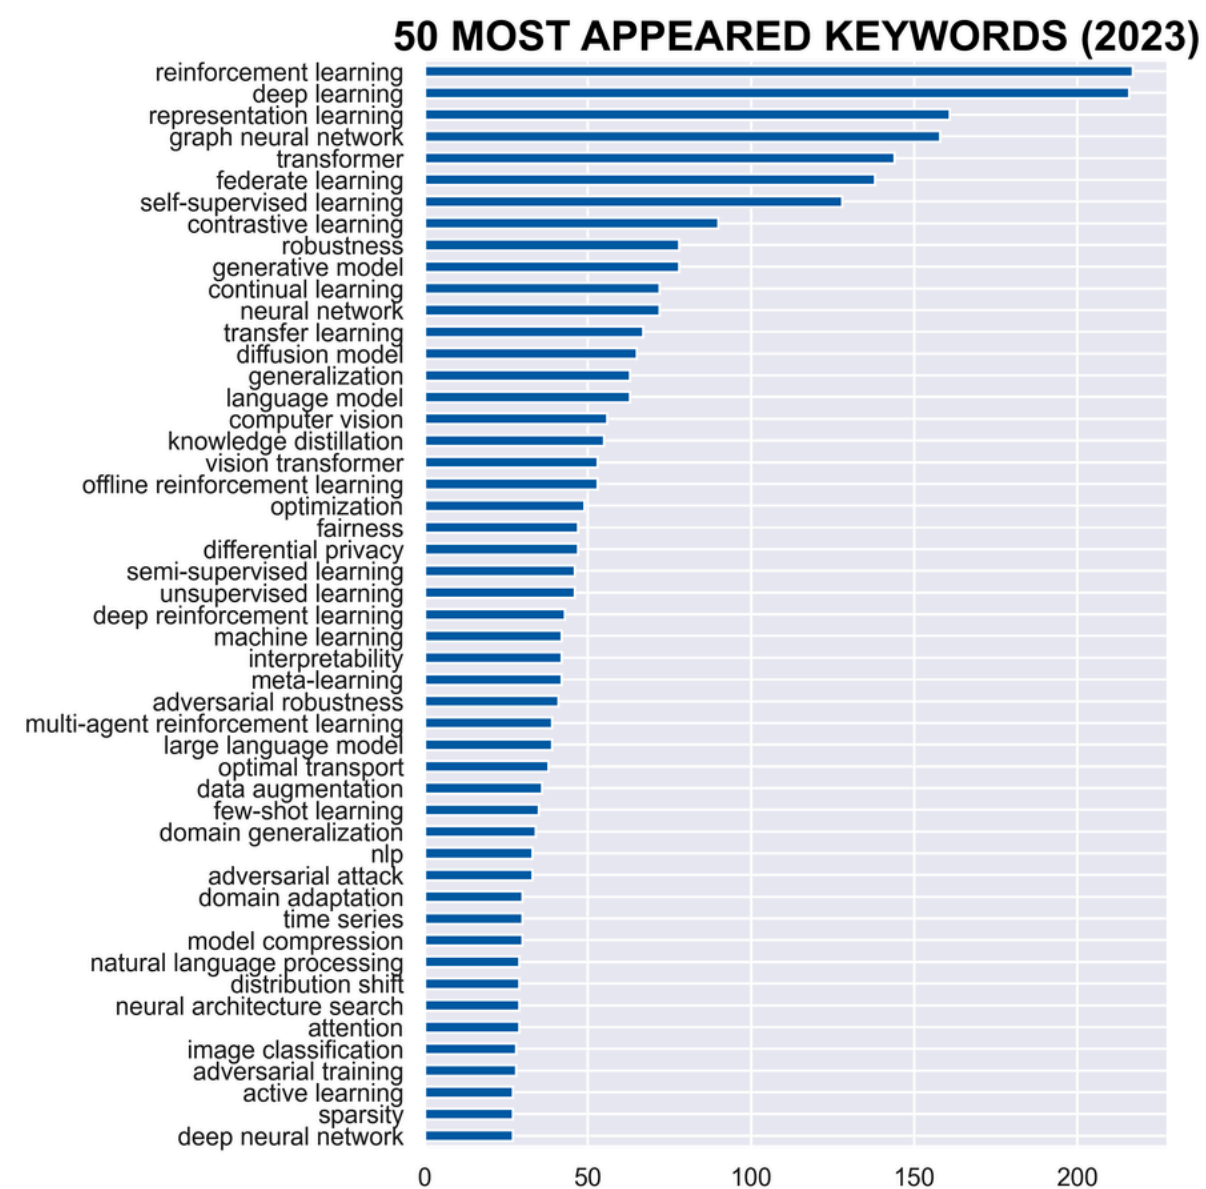 50 MOST APPEARED KEYWORDS (2023)
reinforcement learning
deep learning
representation learning
graph neural network
transformer
federate learning
self-supervised learning
contrastive learning
robustness
generative model
continual learning
neural network
transfer learning
diffusion model
generalization
language model
computer vision
knowledge distillation
vision transformer
offline reinforcement learning
optimization
fairness
differential privacy
semi-supervised learning
unsupervised learning
deep reinforcement learning
machine learning
interpretability
meta-learning
adversarial robustness
multi-agent reinforcement learning
large language model
optimal transport
data augmentation
few-shot learning
domain generalization
nlp
adversarial attack
domain adaptation
time series
model compression
natural language processing
distribution shift
neural architecture search
attention
image classification
adversarial training
active learning
sparsity
deep neural network
0 50 100 150 200